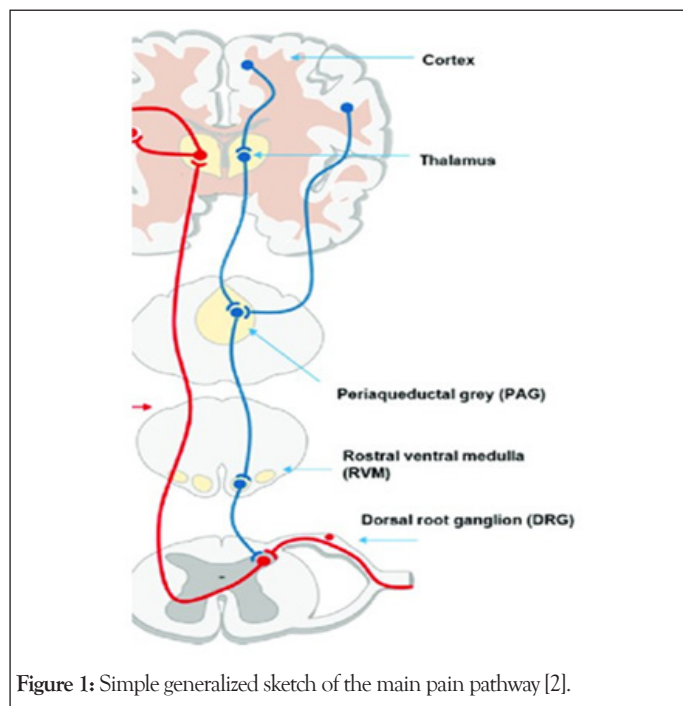 Cortex
Thalamus
Periaqueductal grey (PAG)
Rostral ventral medulla
(RVM)
Dorsal root ganglion (DRG)
Figure 1: Simple generalized sketch of the main pain pathway [2].